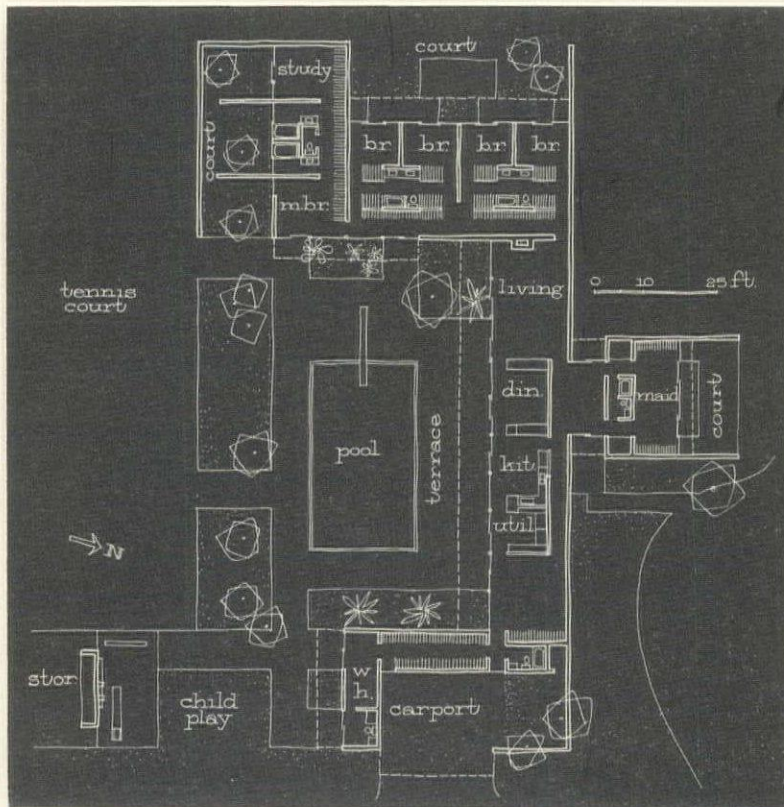 court
study
court
br.
br.
br.
br.
m.br.
living
0 10 25 ft.
tennis
court
din.
maid
court
pool
terrace
kit.
util.
N
stor
child
play
w
h.
carport